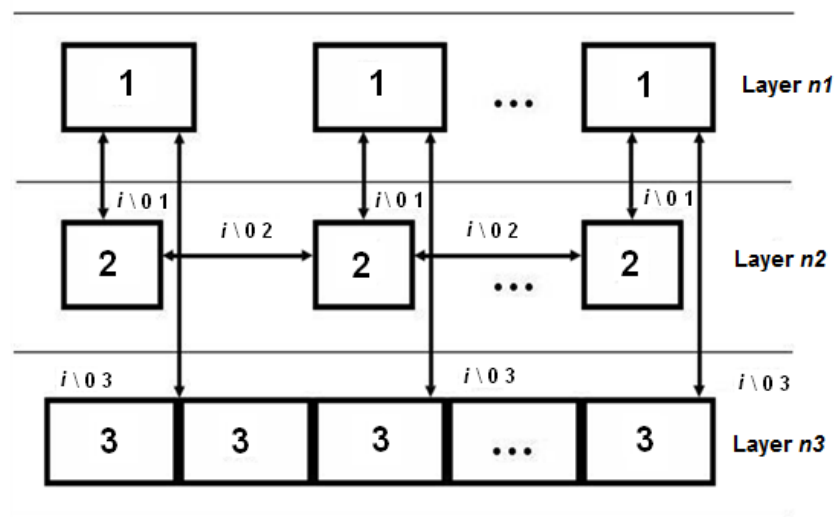 1 1 ... 1 Layer n1
i \ 0 1 i \ 0 1 i \ 0 1
i \ 0 2 i \ 0 2
2 2 ... 2 Layer n2
i \ 0 3 i \ 0 3 i \ 0 3
3 3 3 ... 3 Layer n3